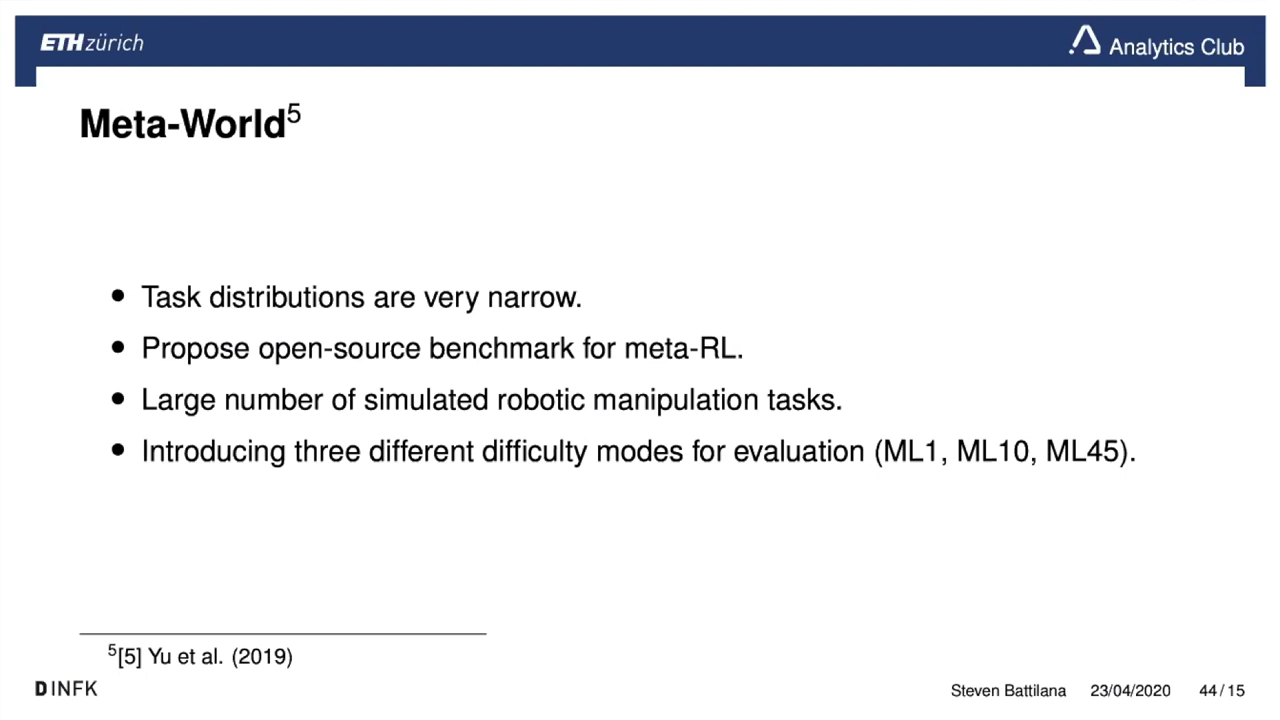 ETH zürich
Analytics Club
Meta-World⁵
• Task distributions are very narrow.
• Propose open-source benchmark for meta-RL.
• Large number of simulated robotic manipulation tasks.
• Introducing three different difficulty modes for evaluation (ML1, ML10, ML45).
⁵[5] Yu et al. (2019)
D INFK
Steven Battilana 23/04/2020 44/15